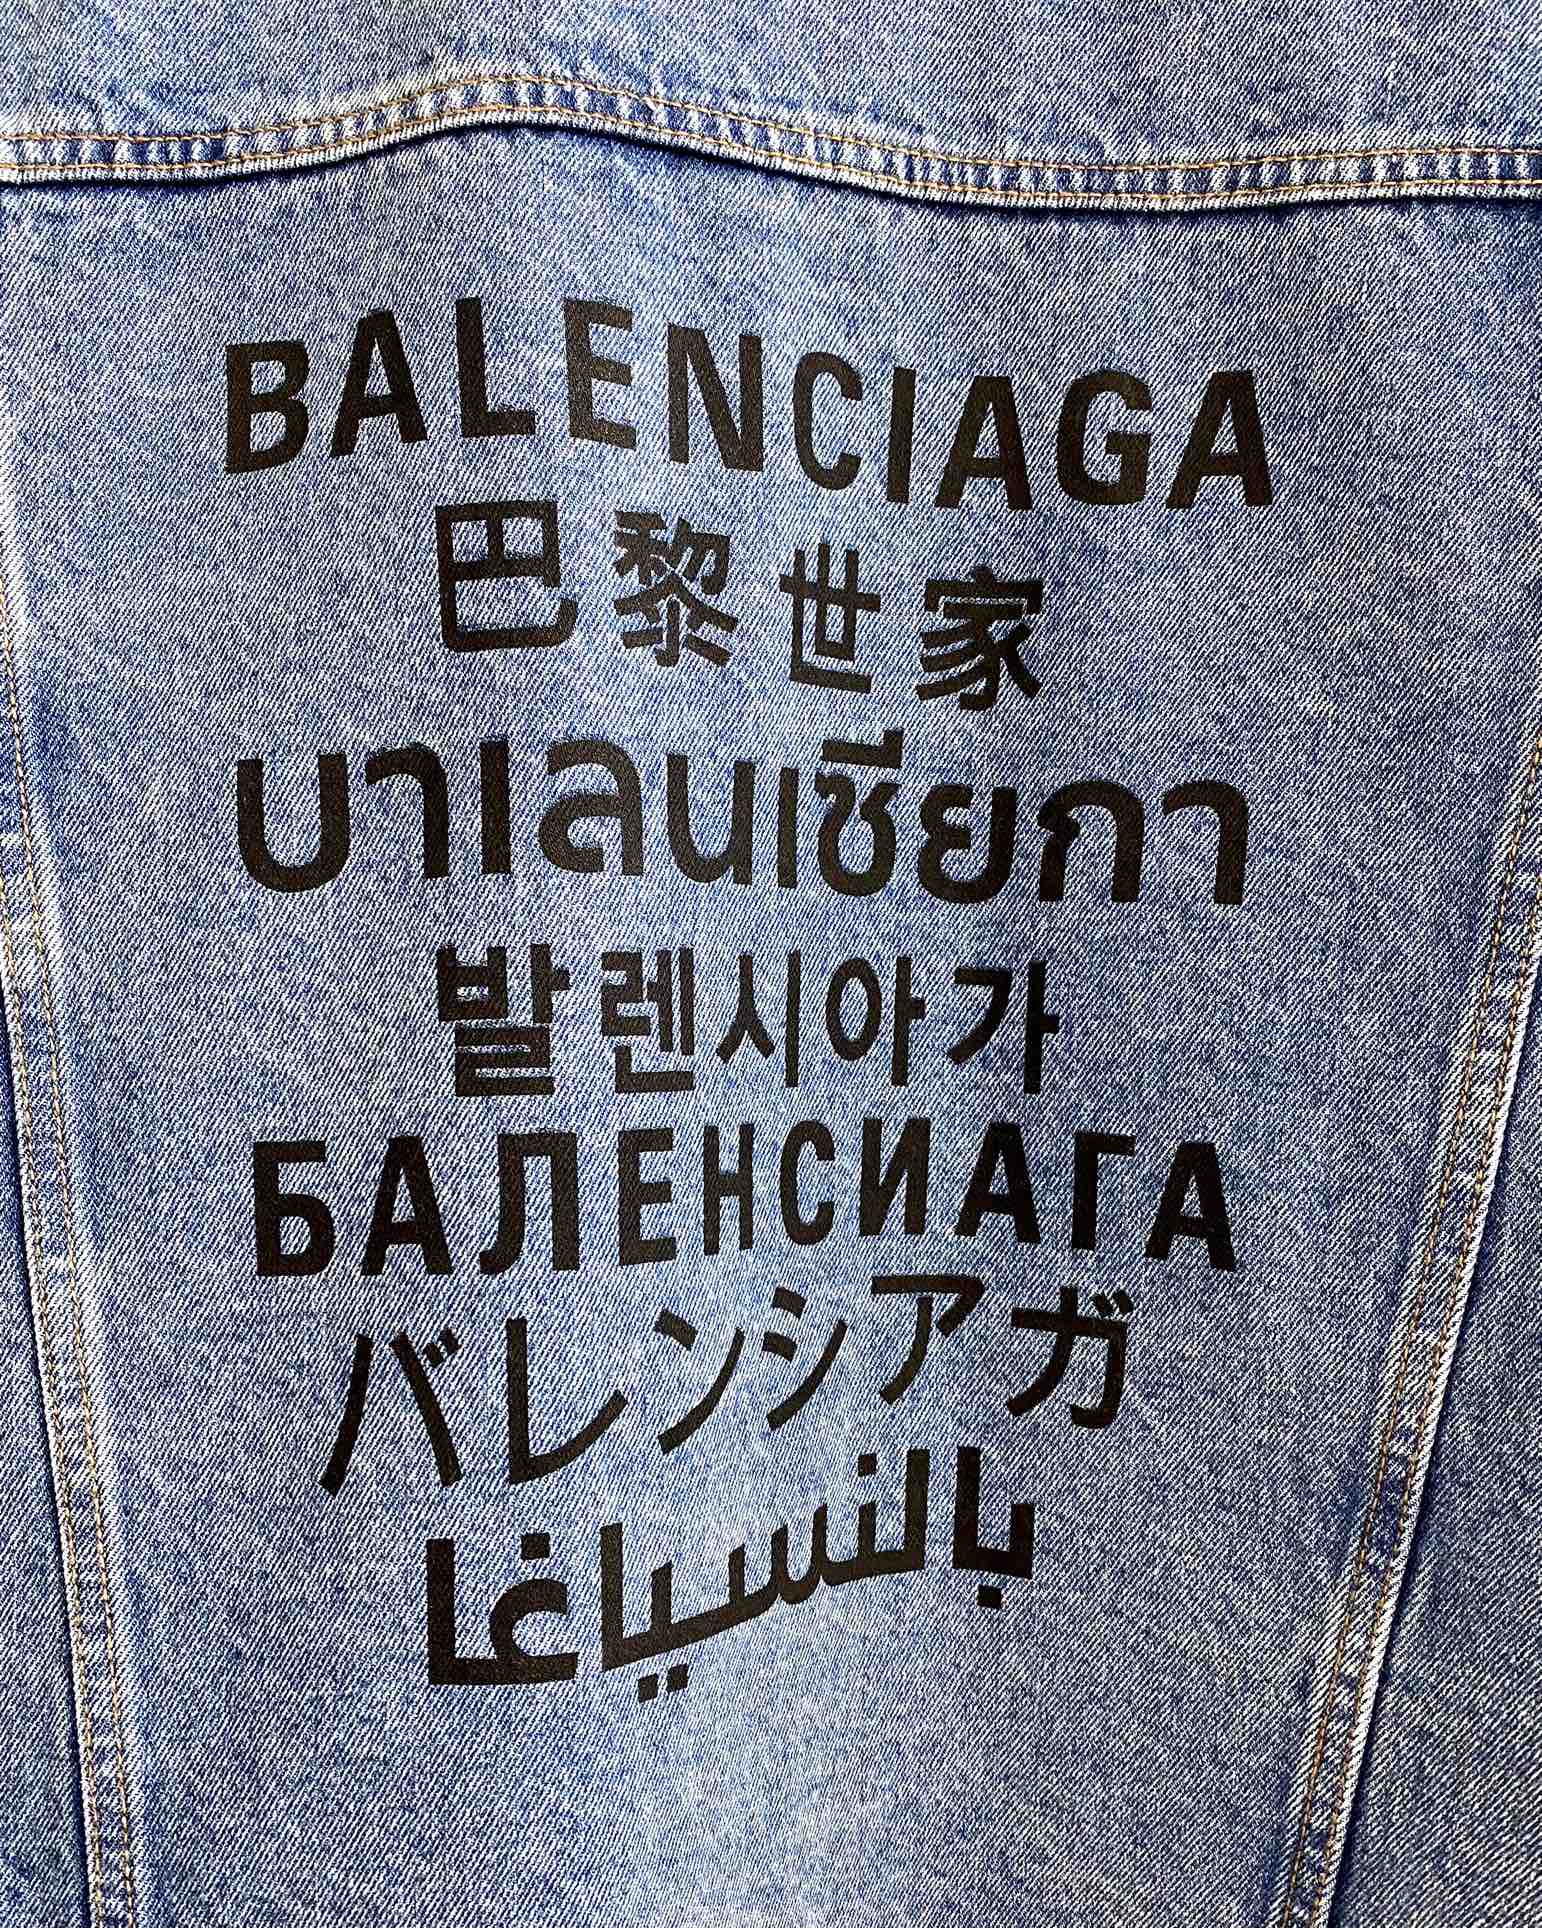 BALENCIAGA
巴黎世家
บาเลนเซียกา
발렌시아가
БАЛЕНСИАГА
バレンシアガ
بالنسياغا